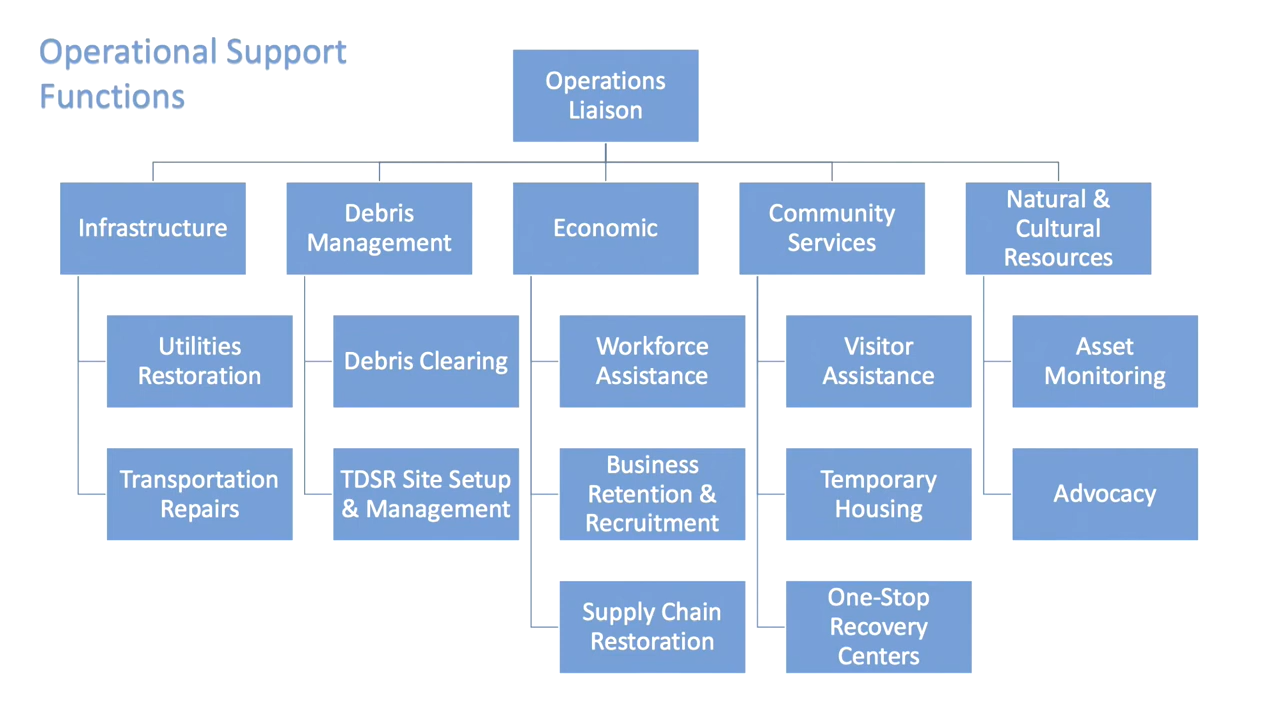 Operational Support
Functions
Operations
Liaison
Infrastructure
Debris
Management
Economic
Community
Services
Natural &
Cultural
Resources
Utilities
Restoration
Debris Clearing
Workforce
Assistance
Visitor
Assistance
Asset
Monitoring
Transportation
Repairs
TDSR Site Setup
& Management
Business
Retention &
Recruitment
Temporary
Housing
Advocacy
Supply Chain
Restoration
One-Stop
Recovery
Centers